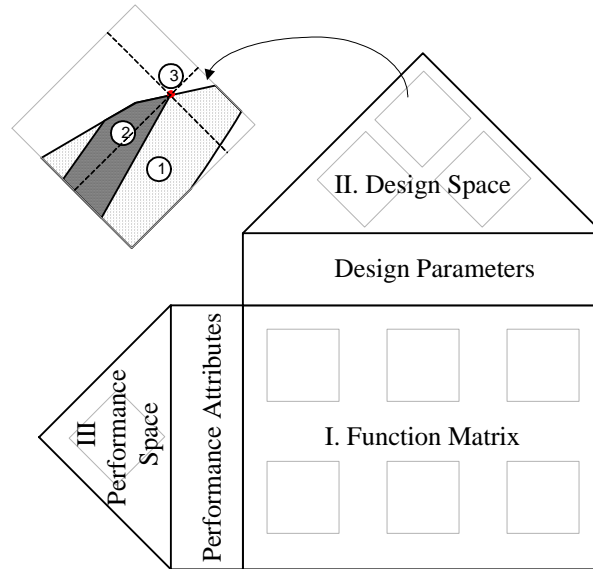 3
2
1
II. Design Space
Design Parameters
III
Performance
Space
Performance Attributes
I. Function Matrix